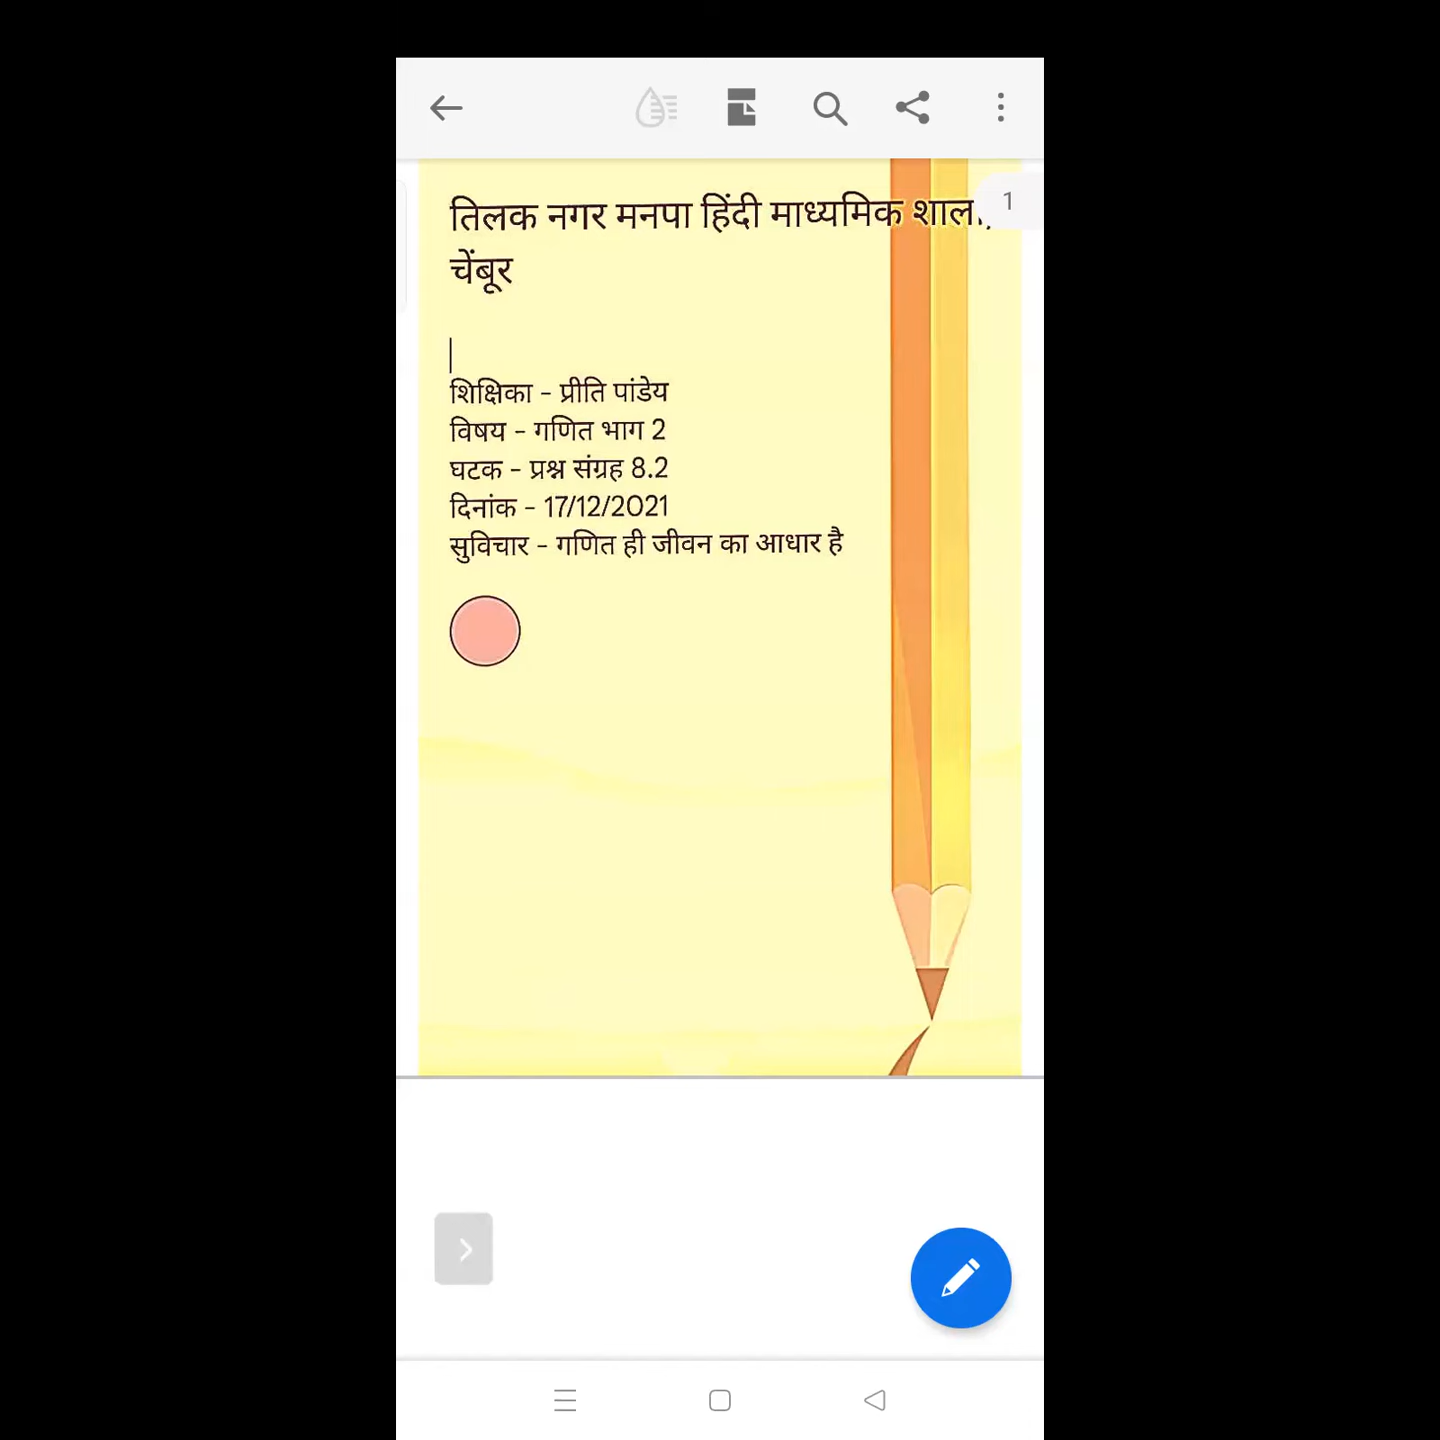 1
तिलक नगर मनपा हिंदी माध्यमिक
चेंबूर
शिक्षिका - प्रीति पांडेय
विषय - गणित भाग 2
घटक - प्रश्न संग्रह 8.2
दिनांक - 17/12/2021
सुविचार - गणित ही जीवन का आधार है